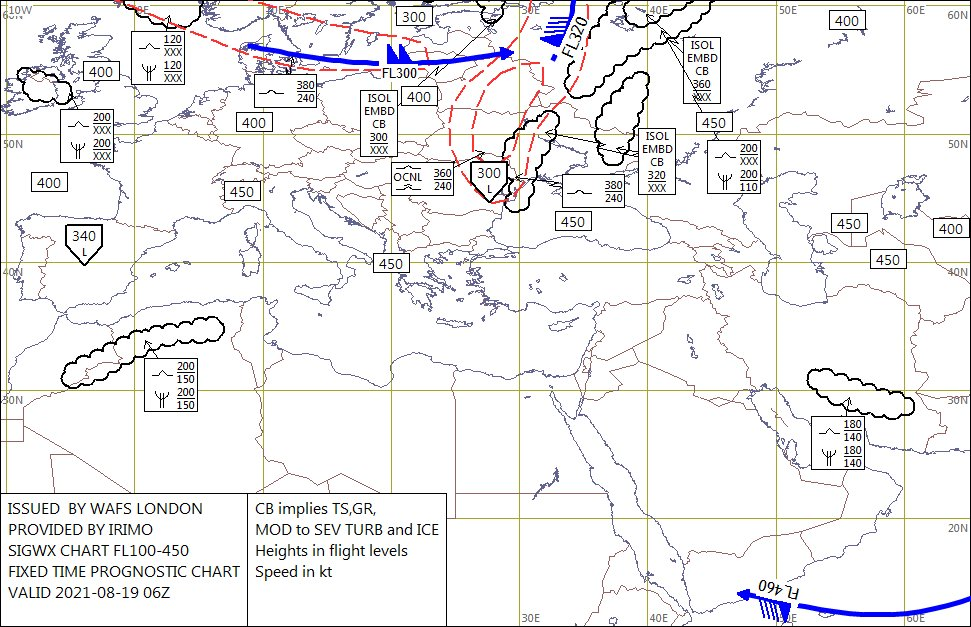 10W
30E
50E
60E
60N
60N
300
400
FL320
120
XXX
120
XXX
400
FL300
ISOL
EMBD
CB
360
XXX
380
240
400
ISOL
EMBD
CB
300
XXX
200
XXX
200
XXX
400
450
50N
50N
ISOL
EMBD
CB
320
XXX
200
XXX
200
110
OCNL
360
240
300
L
380
240
400
450
450
450
400
340
L
450
450
40N
40N
200
150
200
150
30N
30N
180
140
180
140
ISSUED BY WAFS LONDON
PROVIDED BY IRIMO
SIGWX CHART FL100-450
FIXED TIME PROGNOSTIC CHART
VALID 2021-08-19 06Z
CB implies TS,GR,
MOD to SEV TURB and ICE
Heights in flight levels
Speed in kt
20N
FL460
30E
40E
60E